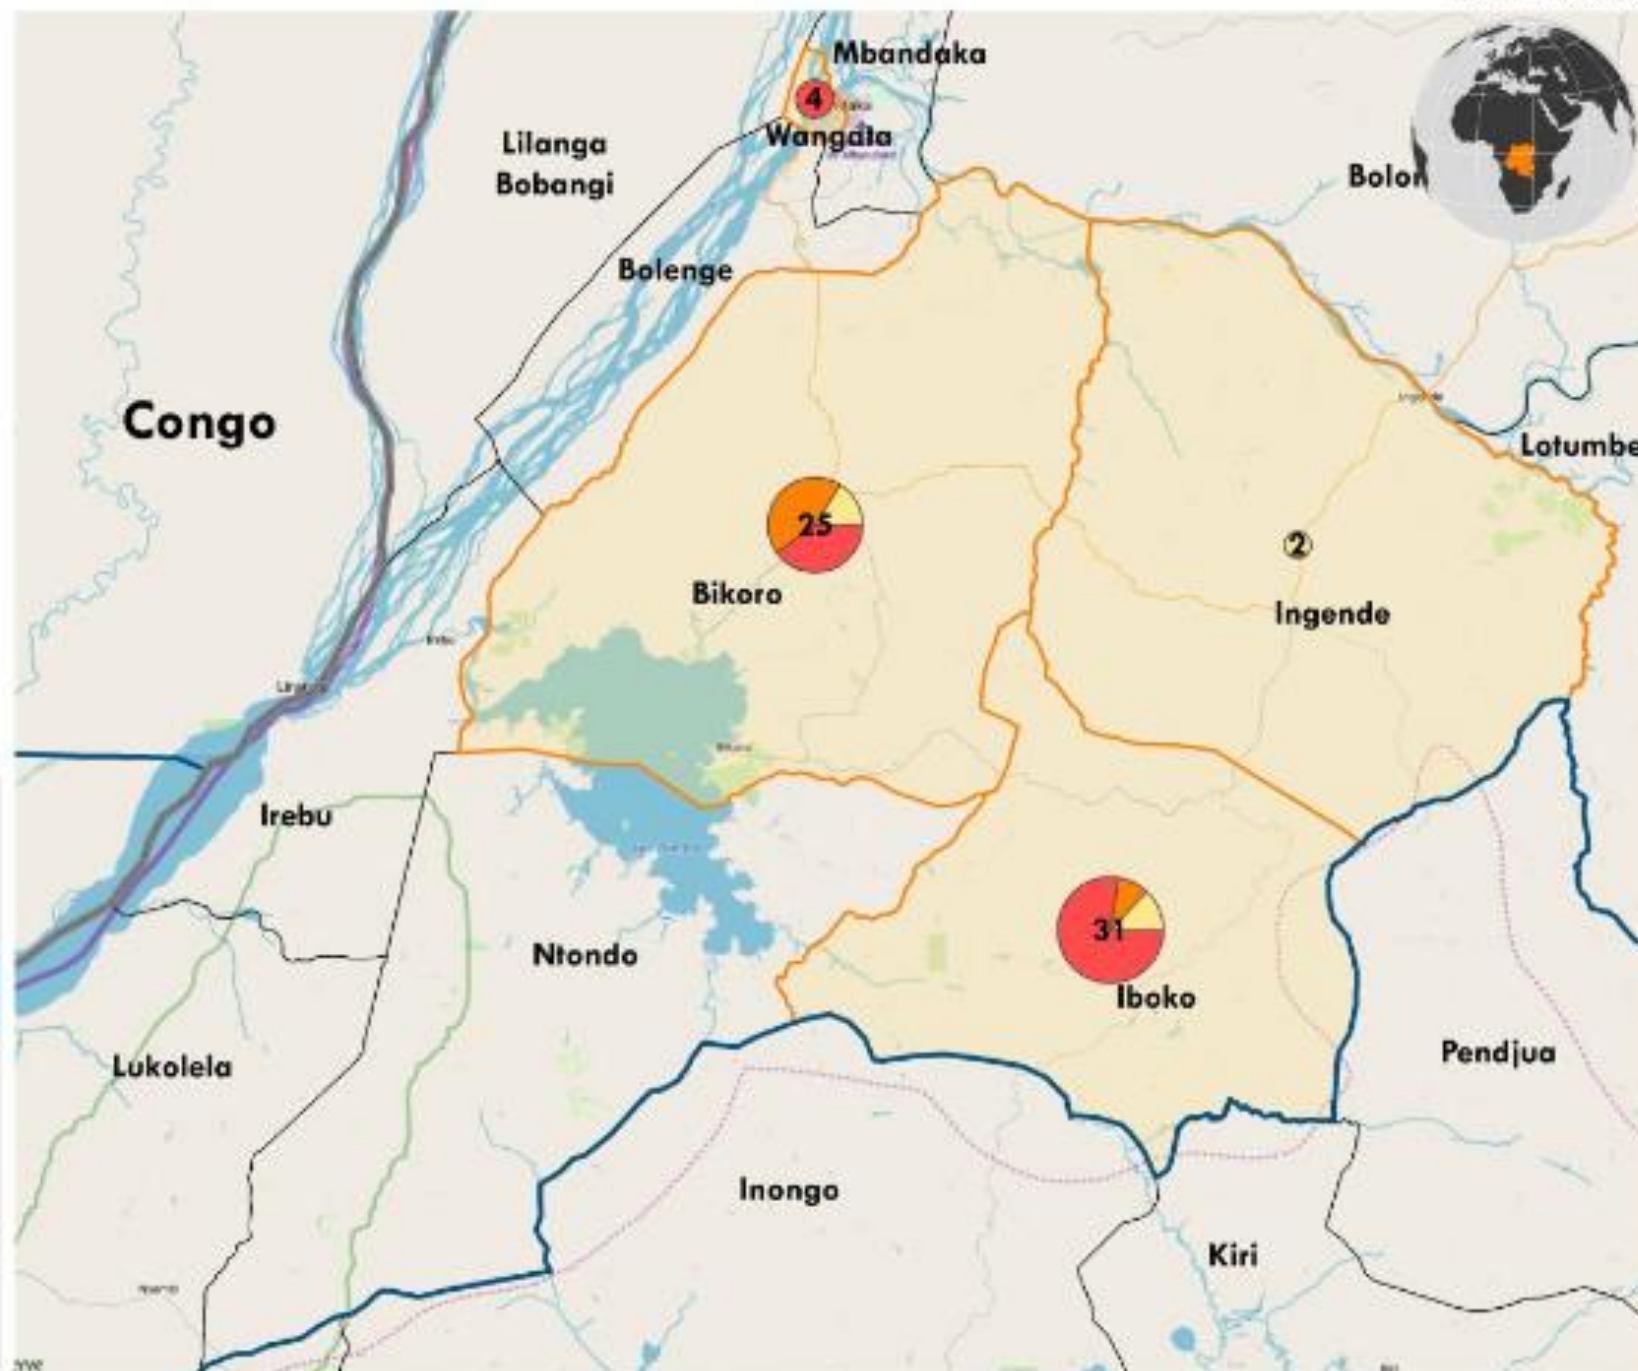 Mbandaka
4
Wangata
Lilanga
Bobangi
Bolon
Bolenge
Congo
Lotumbe
25
2
Bikoro
Ingende
Irebu
31
Ntondo
Iboko
Lukolela
Pendjua
Inongo
Kiri